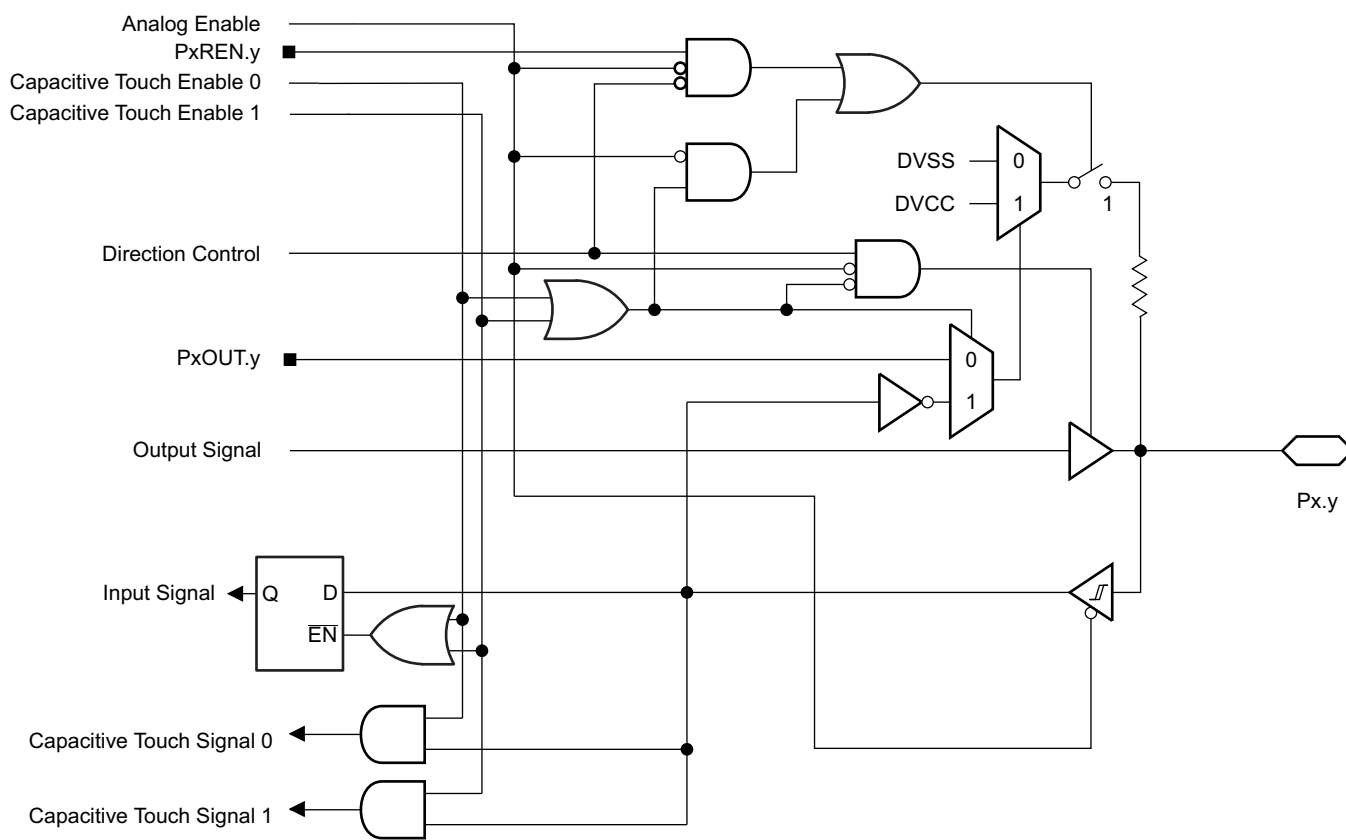 Analog Enable
PxREN.y
Capacitive Touch Enable 0
Capacitive Touch Enable 1
DVSS
0
DVCC
1
1
Direction Control
PxOUT.y
0
1
Output Signal
Px.y
Input Signal
Q
D
EN
Capacitive Touch Signal 0
Capacitive Touch Signal 1